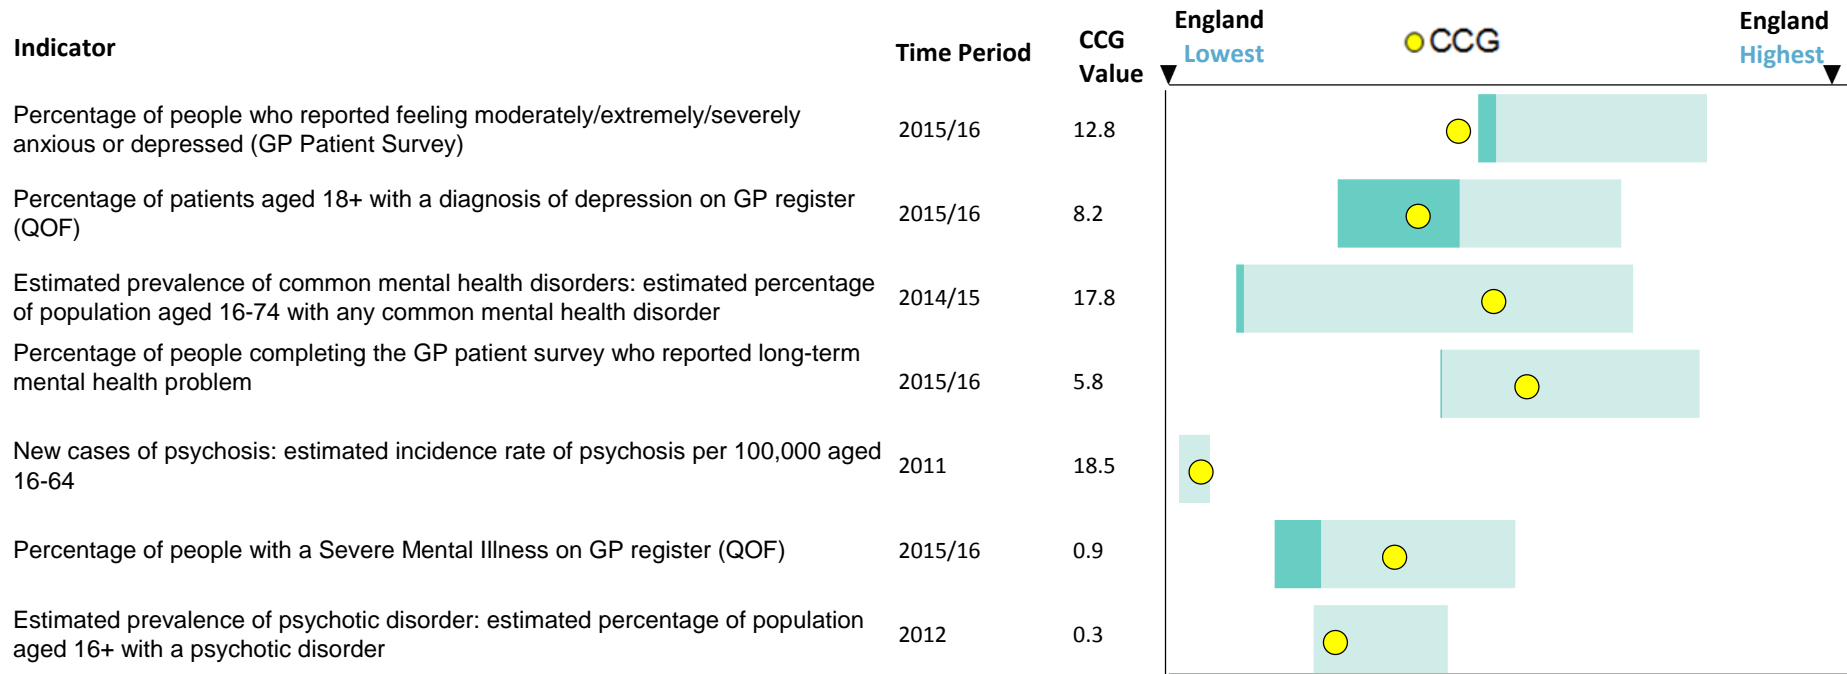 Indicator
Time Period
CCG
Value
England
Lowest
CCG
England
Highest
Percentage of people who reported feeling moderately/extremely/severely
anxious or depressed (GP Patient Survey)
2015/16
12.8
Percentage of patients aged 18+ with a diagnosis of depression on GP register
(QOF)
2015/16
8.2
Estimated prevalence of common mental health disorders: estimated percentage
of population aged 16-74 with any common mental health disorder
2014/15
17.8
Percentage of people completing the GP patient survey who reported long-term
mental health problem
2015/16
5.8
New cases of psychosis: estimated incidence rate of psychosis per 100,000 aged
16-64
2011
18.5
Percentage of people with a Severe Mental Illness on GP register (QOF)
2015/16
0.9
Estimated prevalence of psychotic disorder: estimated percentage of population
aged 16+ with a psychotic disorder
2012
0.3